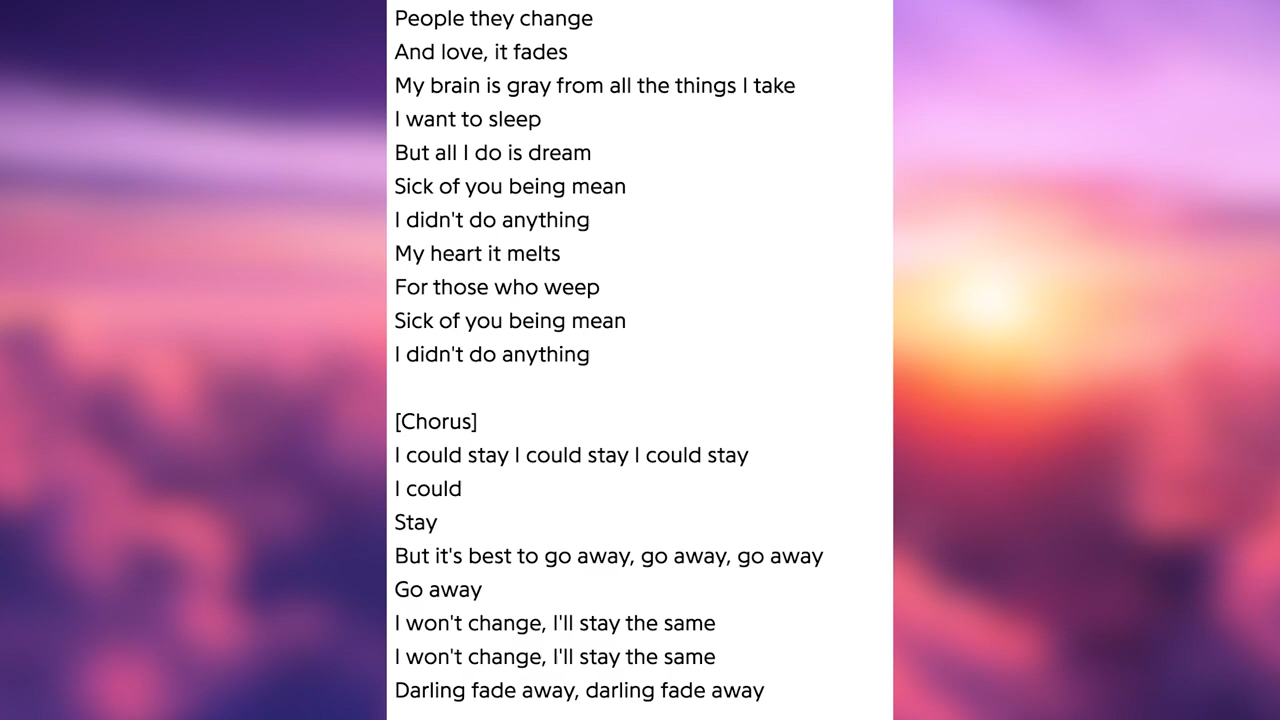 People they change
And love, it fades
My brain is gray from all the things I take
I want to sleep
But all I do is dream
Sick of you being mean
I didn't do anything
My heart it melts
For those who weep
Sick of you being mean
I didn't do anything
[Chorus]
I could stay I could stay I could stay
I could
Stay
But it's best to go away, go away, go away
Go away
I won't change, I'll stay the same
I won't change, I'll stay the same
Darling fade away, darling fade away